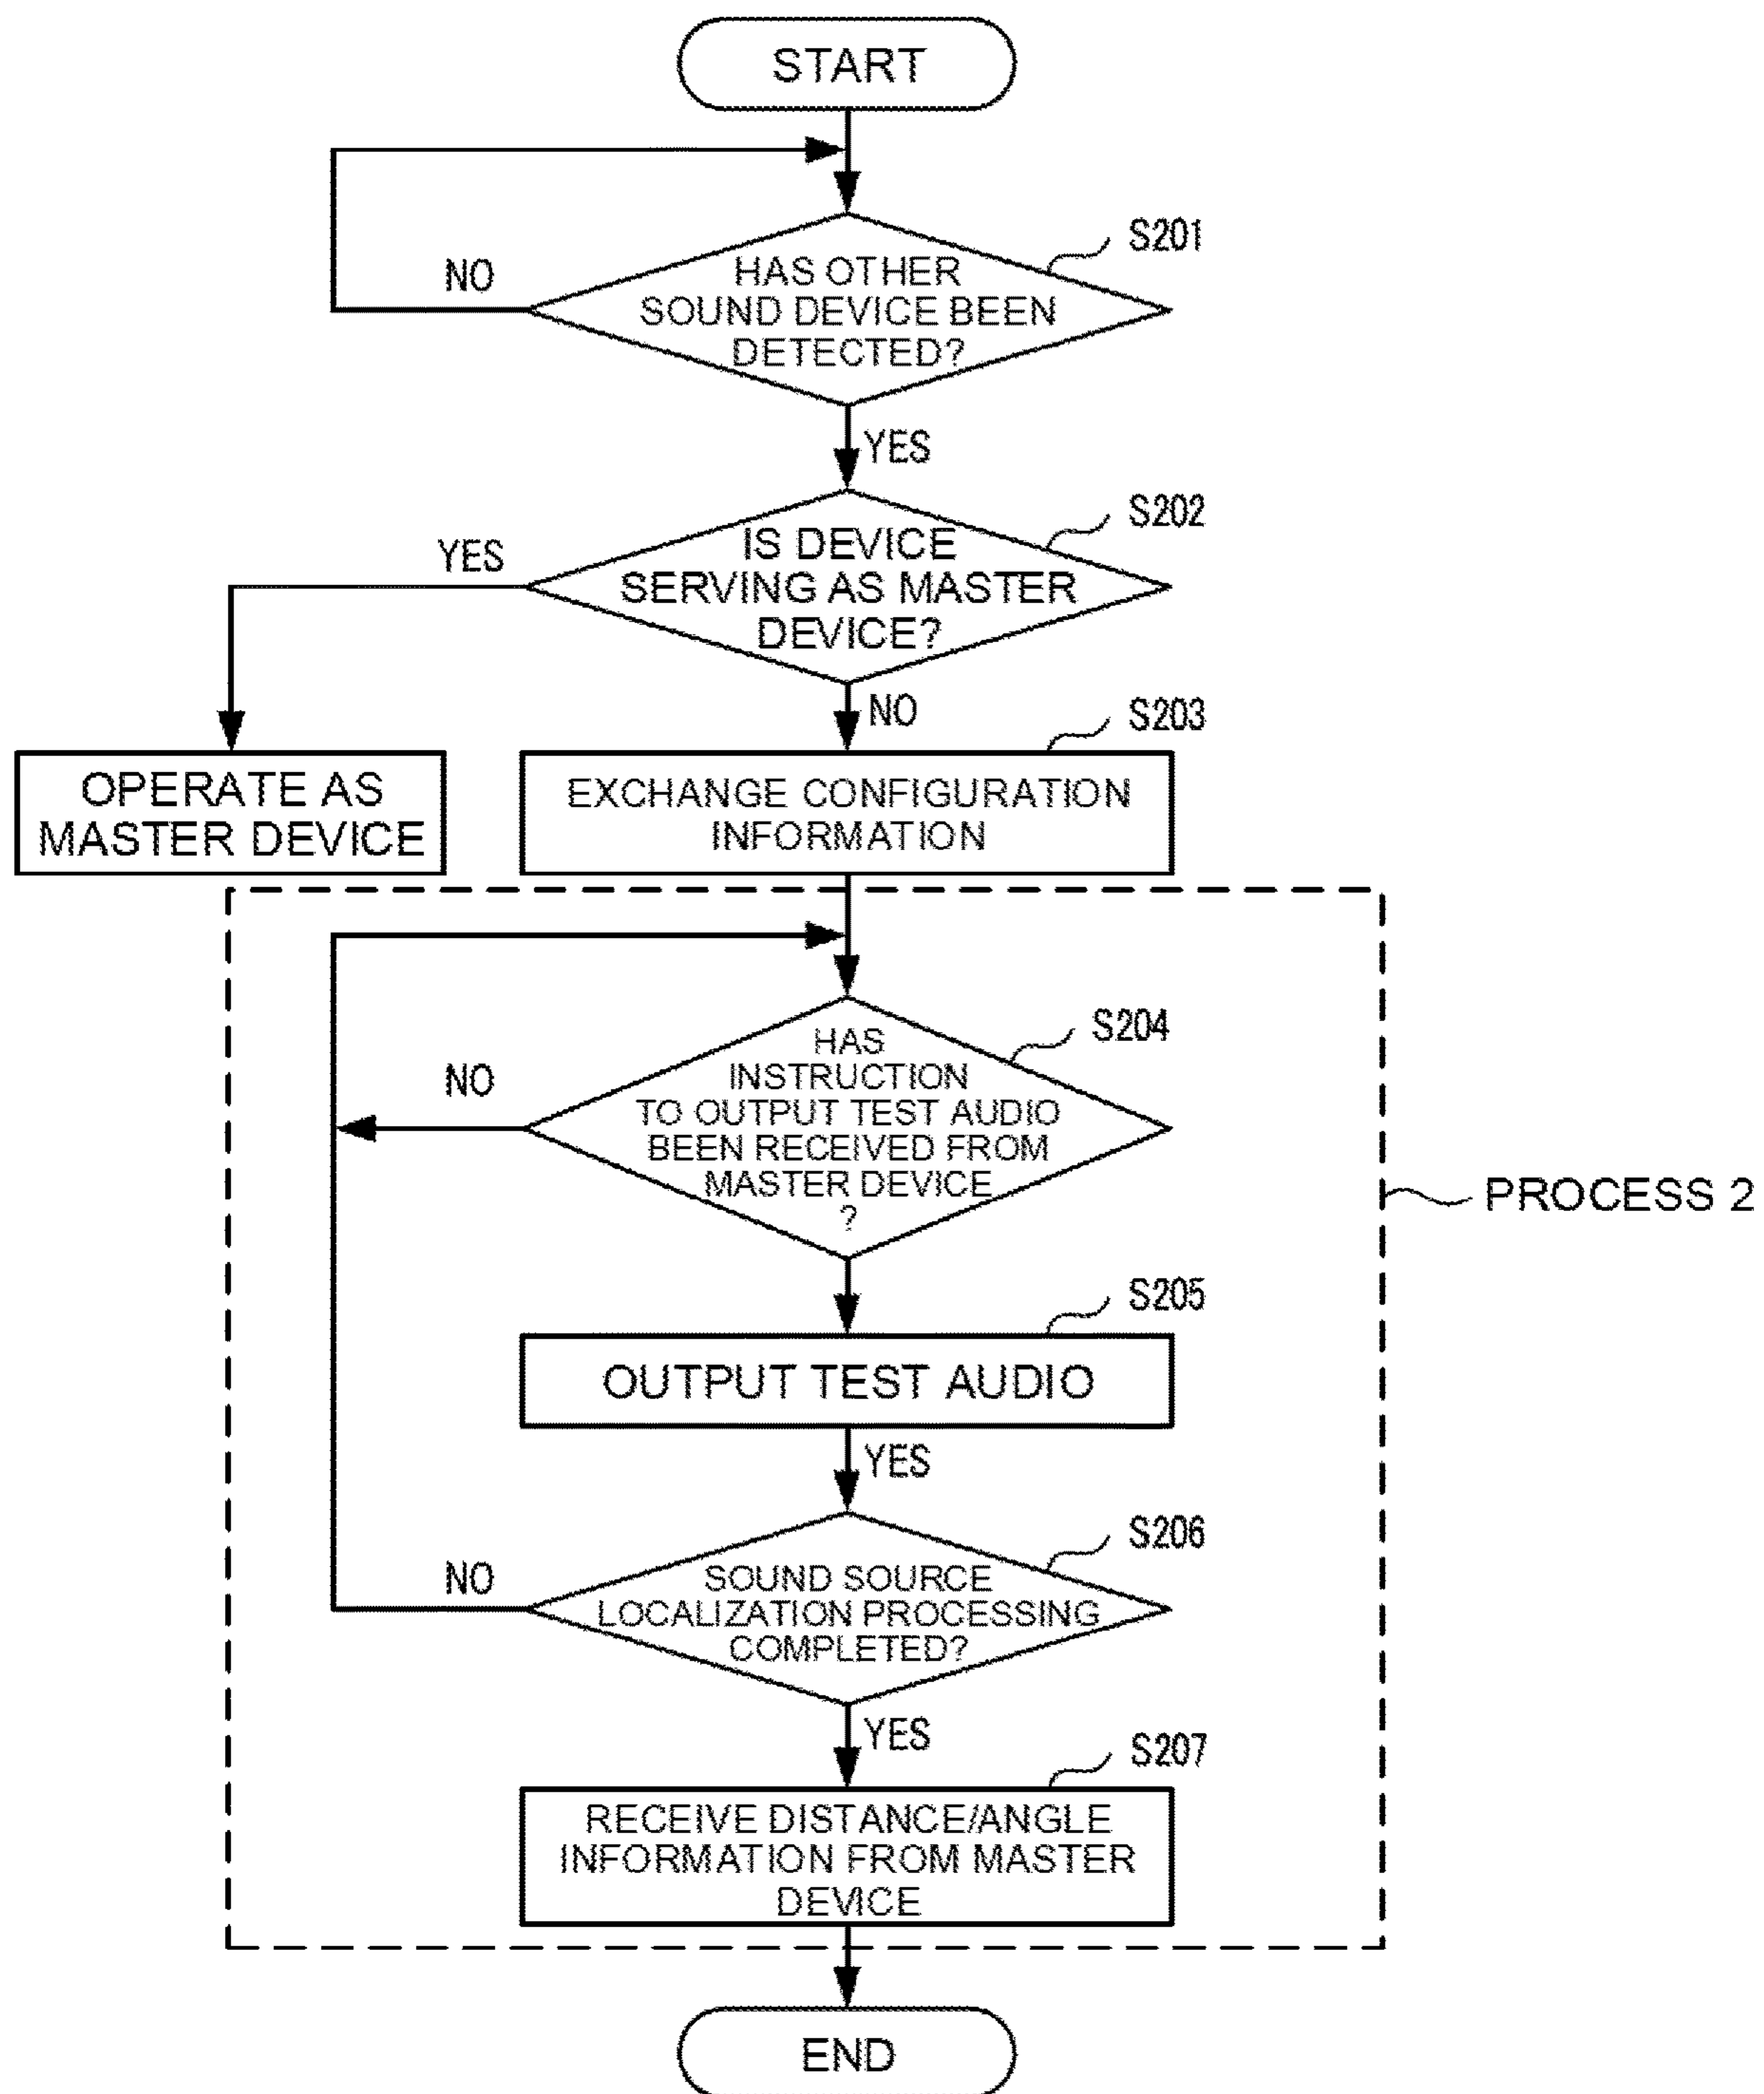 START
S201
NO
HAS OTHER
SOUND DEVICE BEEN
DETECTED?
YES
S202
YES
IS DEVICE
SERVING AS MASTER
DEVICE?
NO
S203
OPERATE AS
MASTER DEVICE
EXCHANGE CONFIGURATION
INFORMATION
S204
NO
HAS
INSTRUCTION
TO OUTPUT TEST AUDIO
BEEN RECEIVED FROM
MASTER DEVICE
?
PROCESS 2
S205
OUTPUT TEST AUDIO
YES
S206
NO
SOUND SOURCE
LOCALIZATION PROCESSING
COMPLETED?
YES
S207
RECEIVE DISTANCE/ANGLE
INFORMATION FROM MASTER
DEVICE
END